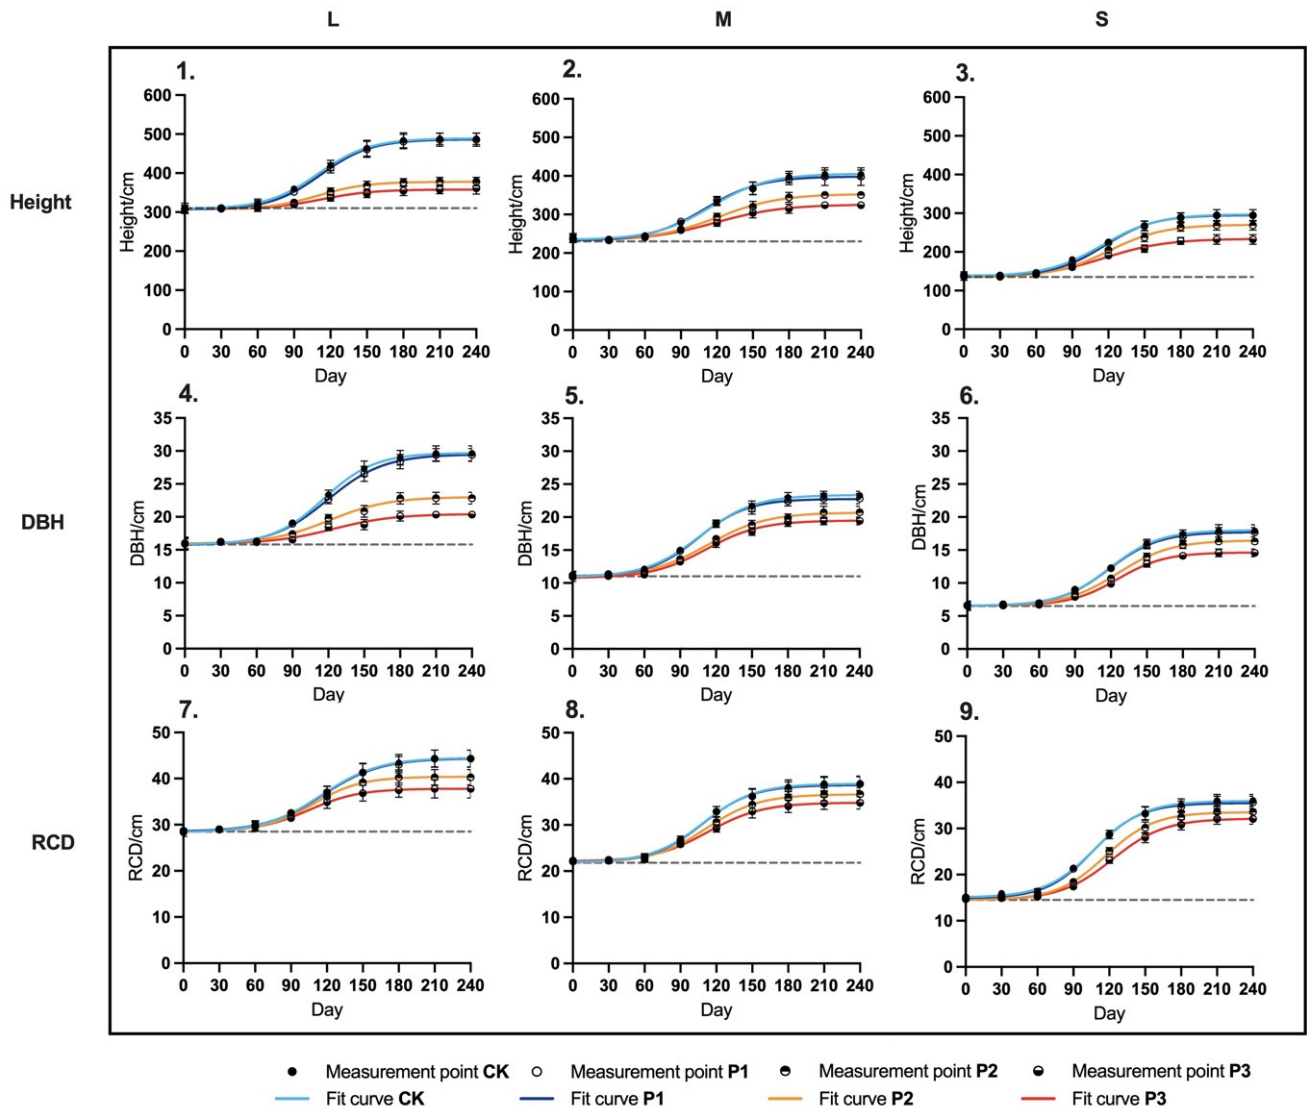 L M S
1. 2. 3.
600 600 600
500 500 500
400 400 400
300 300 300
200 200 200
100 100 100
0 0 0
Height
Height/cm Height/cm Height/cm
0 30 60 90 120 150 180 210 240 0 30 60 90 120 150 180 210 240 0 30 60 90 120 150 180 210 240
Day Day Day
4. 5. 6.
35 35 35
30 30 30
25 25 25
20 20 20
15 15 15
10 10 10
5 5 5
0 0 0
DBH
DBH/cm DBH/cm DBH/cm
0 30 60 90 120 150 180 210 240 0 30 60 90 120 150 180 210 240 0 30 60 90 120 150 180 210 240
Day Day Day
7. 8. 9.
50 50 50
40 40 40
30 30 30
20 20 20
10 10 10
0 0 0
RCD
RCD/cm RCD/cm RCD/cm
0 30 60 90 120 150 180 210 240 0 30 60 90 120 150 180 210 240 0 30 60 90 120 150 180 210 240
Day Day Day
Measurement point CK Measurement point P1 Measurement point P2 Measurement point P3
Fit curve CK Fit curve P1 Fit curve P2 Fit curve P3